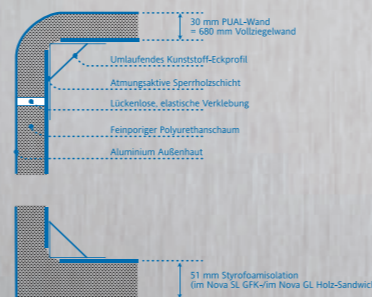 30 mm PUAL-Wand
= 680 mm Vollziegelwand
Umlaufendes Kunststoff-Eckprofil
Atmungsaktive Sperrholzschicht
Lückenlose, elastische Verklebung
Feinporiger Polyurethanschaum
Aluminium Außenhaut
51 mm Styrofoamisolation
(im Nova SL GFK-/im Nova GL Holz-Sandwich